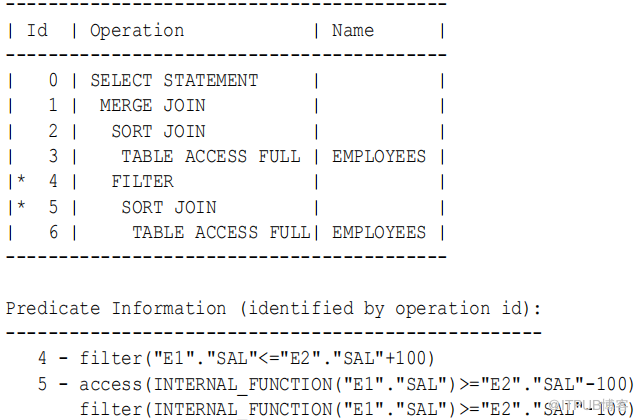 ---------------------------------------------
| Id | Operation | Name |
---------------------------------------------
| 0 | SELECT STATEMENT | |
| 1 | MERGE JOIN | |
| 2 | SORT JOIN | |
| 3 | TABLE ACCESS FULL | EMPLOYEES |
|* 4 | FILTER | |
|* 5 | SORT JOIN | |
| 6 | TABLE ACCESS FULL| EMPLOYEES |
---------------------------------------------
Predicate Information (identified by operation id):
---------------------------------------------------
4 - filter("E1"."SAL"<="E2"."SAL"+100)
5 - access(INTERNAL_FUNCTION("E1"."SAL")>="E2"."SAL"-100)
filter(INTERNAL_FUNCTION("E1"."SAL")>="E2"."SAL"-100)
@ITPUB博客